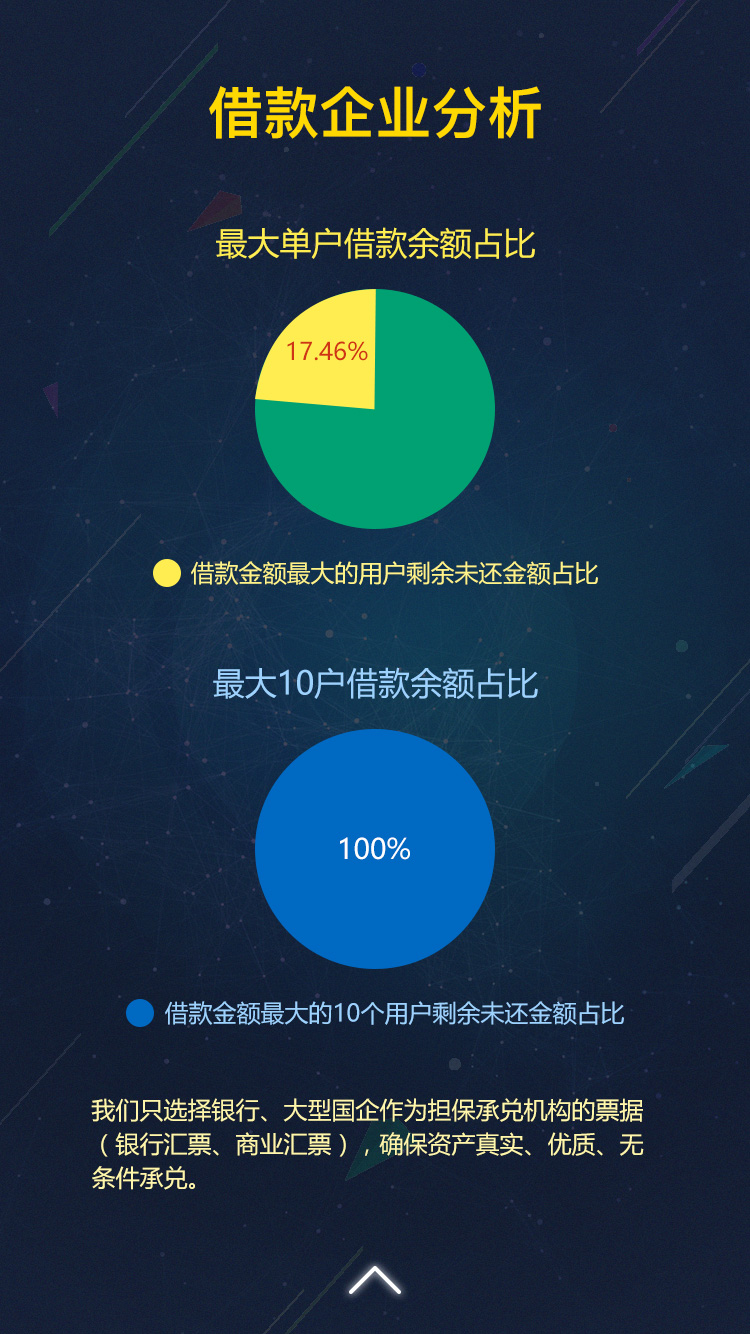 借款企业分析
最大单户借款余额占比
17.46%
借款金额最大的用户剩余未还金额占比
最大10户借款余额占比
100%
借款金额最大的10个用户剩余未还金额占比
我们只选择银行、大型国企作为担保承兑机构的票据
（银行汇票、商业汇票），确保资产真实、优质、无
条件承兑。